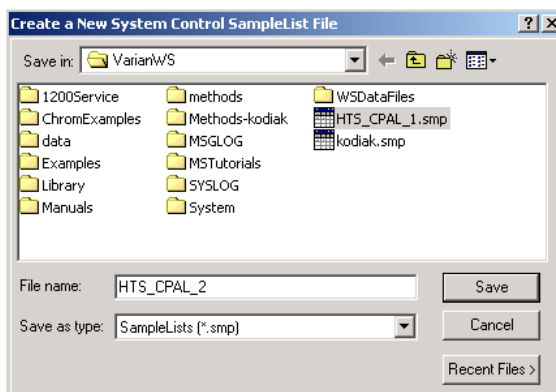 Create a New System Control SampleList File
Save in: VarianWS
1200Service methods WSDataFiles
ChromExamples Methods-kodiak HTS_CPAL_1.smp
data MSGLOG kodiak.smp
Examples MSTutorials
Library SYSLOG
Manuals System
File name: HTS_CPAL_2 Save
Save as type: SampleLists (*.smp) Cancel
Recent Files >